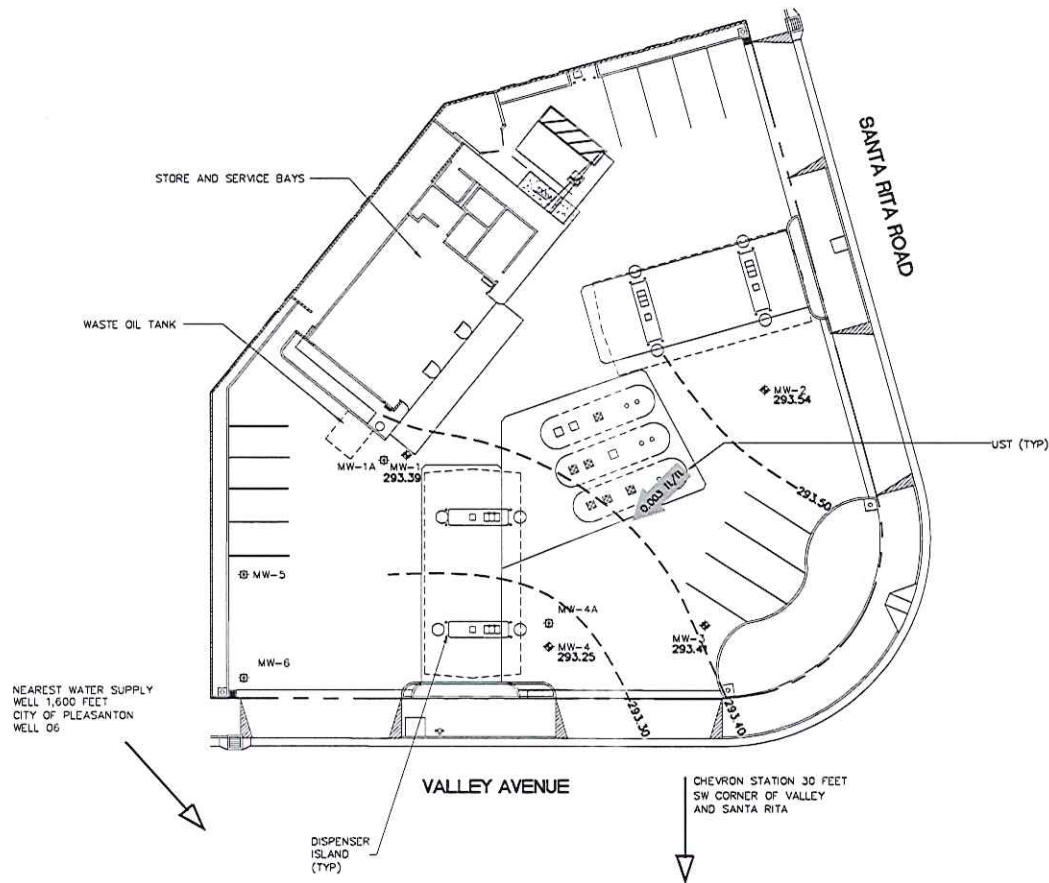 SANTA RITA ROAD
STORE AND SERVICE BAYS
WASTE OIL TANK
MW-2
293.54
UST (TYP)
MW-1A
MW-1
293.39
0.003 ft/ft
293.50
MW-5
MW-4A
MW-4
293.25
MW-3
293.41
MW-6
293.30
293.40
NEAREST WATER SUPPLY
WELL 1,600 FEET
CITY OF PLEASANTON
WELL 06
VALLEY AVENUE
CHEVRON STATION 30 FEET
SW CORNER OF VALLEY
AND SANTA RITA
DISPENSER
ISLAND
(TYP)